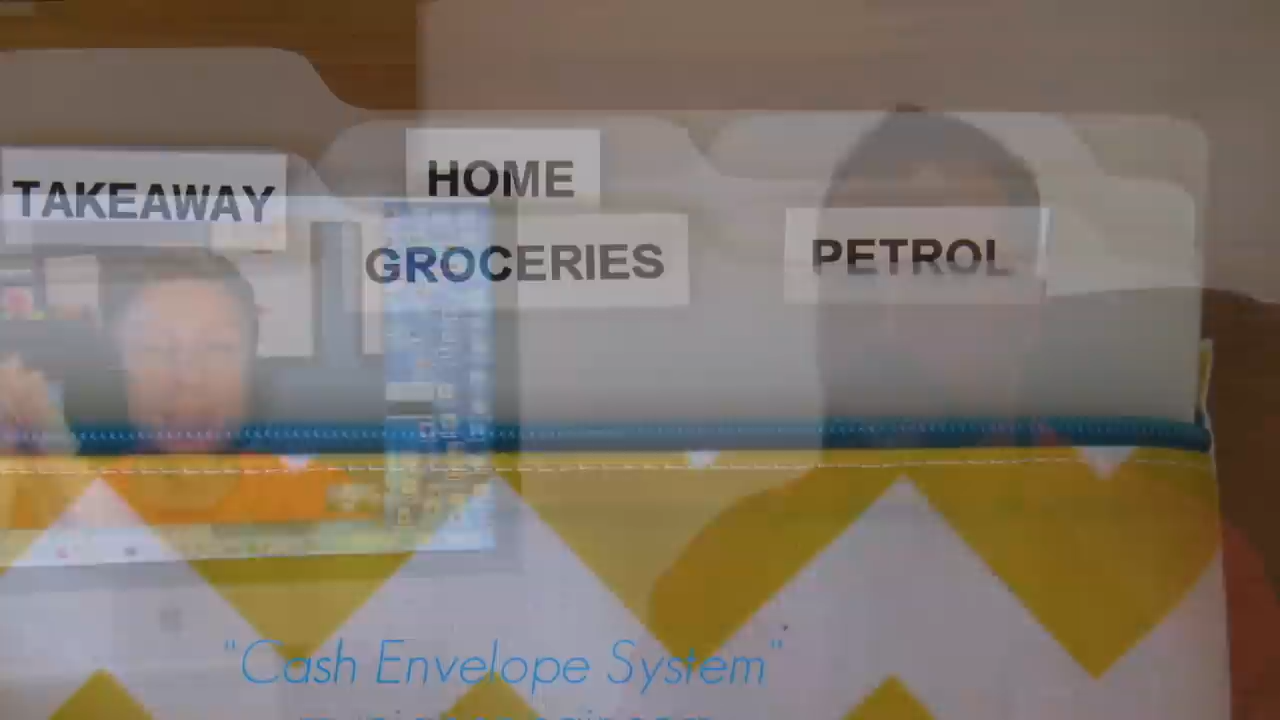 TAKEAWAY
HOME
GROCERIES
PETROL
"Cash Envelope System"